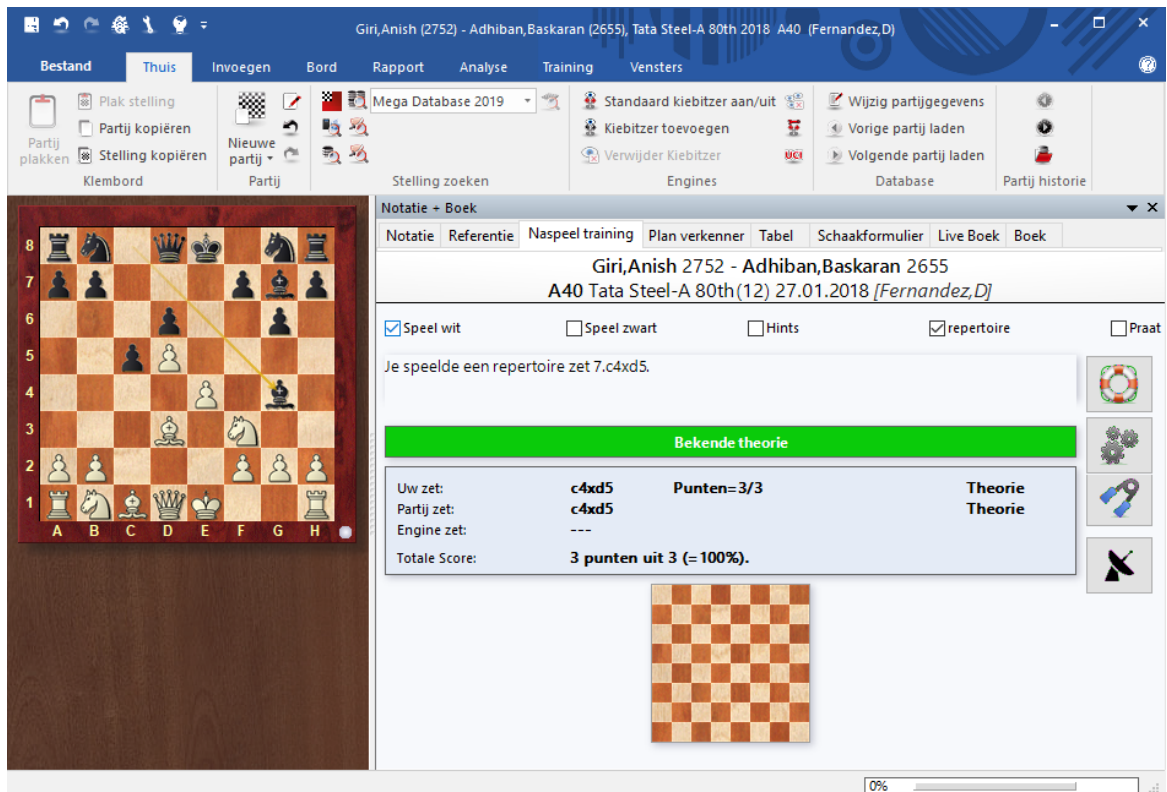 Giri,Anish (2752) - Adhiban,Baskaran (2655), Tata Steel-A 80th 2018  A40  (Fernandez,D)
Bestand Thuis Invoegen Bord Rapport Analyse Training Vensters
Plak stelling
Partij kopiëren
Stelling kopiëren
Partij plakken
Klembord
Nieuwe partij
Partij
Mega Database 2019
Stelling zoeken
Standaard kiebitzer aan/uit
Kiebitzer toevoegen
Verwijder Kiebitzer
UCI
Engines
Wijzig partijgegevens
Vorige partij laden
Volgende partij laden
Database
Partij historie
Notatie + Boek
Notatie Referentie Naspeel training Plan verkenner Tabel Schaakformulier Live Boek Boek
Giri,Anish 2752 - Adhiban,Baskaran 2655
A40 Tata Steel-A 80th(12) 27.01.2018 [Fernandez,D]
Speel wit Speel zwart Hints repertoire Praat
Je speelde een repertoire zet 7.c4xd5.
Bekende theorie
Uw zet: c4xd5 Punten=3/3 Theorie
Partij zet: c4xd5 Theorie
Engine zet: ---
Totale Score: 3 punten uit 3 (=100%).
8
7
6
5
4
3
2
1
A B C D E F G H
0%